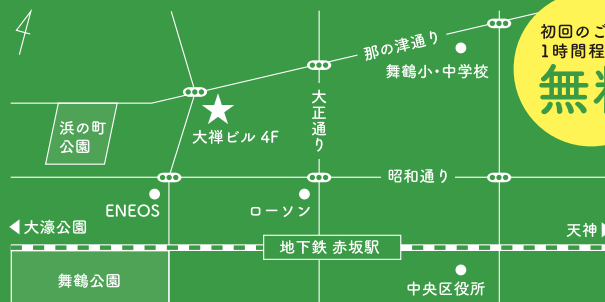 初回のご
1時間程
無料
那の津通り
舞鶴小・中学校
大正通り
浜の町
公園
大禅ビル 4F
昭和通り
ENEOS
ローソン
大濠公園
天神
地下鉄 赤坂駅
舞鶴公園
中央区役所